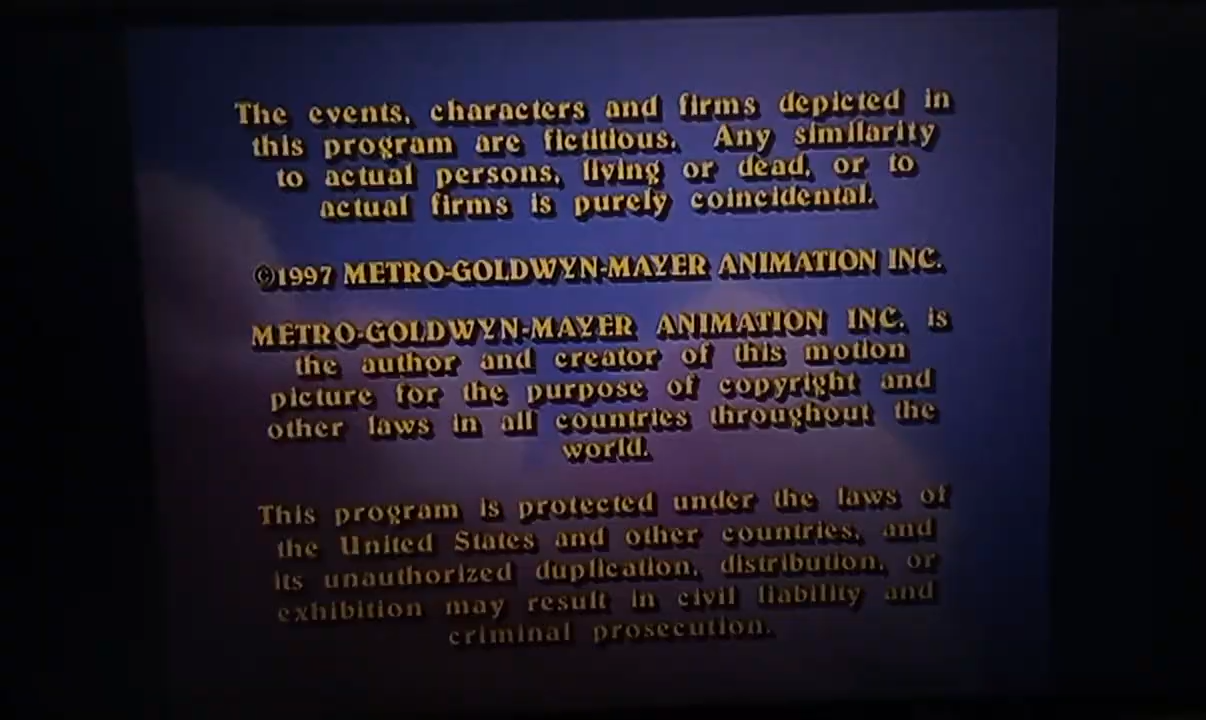 The events, characters and firms depicted in
this program are fictitious. Any similarity
to actual persons, living or dead, or to
actual firms is purely coincidental.
©1997 METRO-GOLDWYN-MAYER ANIMATION INC.
METRO-GOLDWYN-MAYER ANIMATION INC. is
the author and creator of this motion
picture for the purpose of copyright and
other laws in all countries throughout the
world.
This program is protected under the laws of
the United States and other countries, and
its unauthorized duplication, distribution, or
exhibition may result in civil liability and
criminal prosecution.